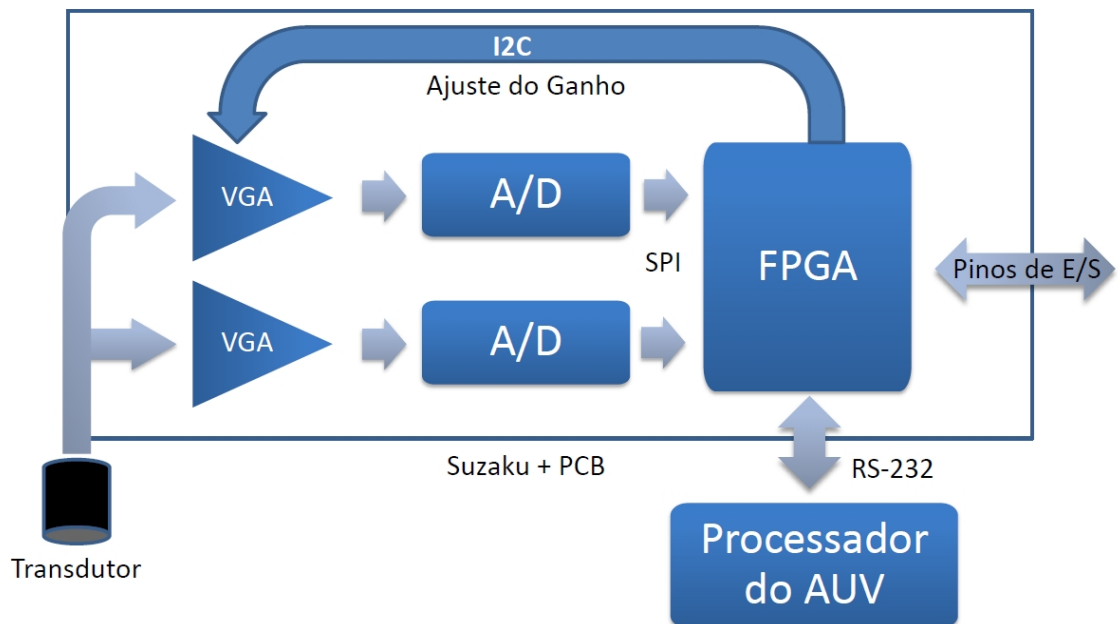 I2C
Ajuste do Ganho
VGA
A/D
SPI
FPGA
Pinos de E/S
VGA
A/D
Suzaku + PCB
RS-232
Transdutor
Processador
do AUV